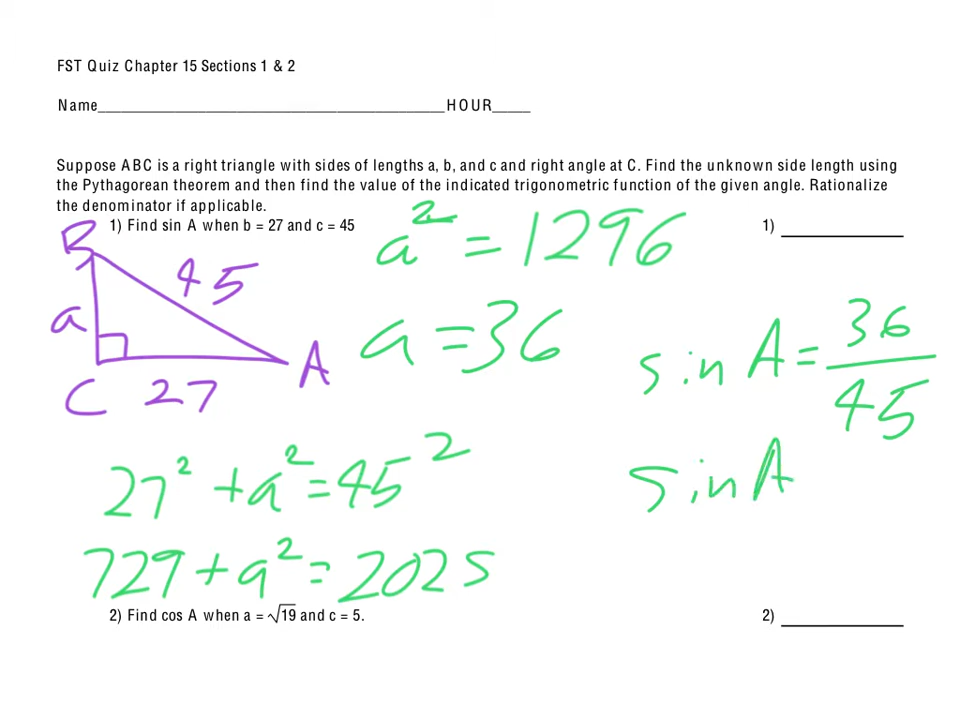 FST Quiz Chapter 15 Sections 1 & 2
Name_________________________________________HOUR_____
Suppose ABC is a right triangle with sides of lengths a, b, and c and right angle at C. Find the unknown side length using
the Pythagorean theorem and then find the value of the indicated trigonometric function of the given angle. Rationalize
the denominator if applicable.
1) Find sin A when b = 27 and c = 45
1) ________________
B
45
a
C
27
A
27² + a² = 45²
729 + a² = 2025
a² = 1296
a = 36
sin A = 36/45
sin A
2) Find cos A when a = √19 and c = 5.
2) ________________